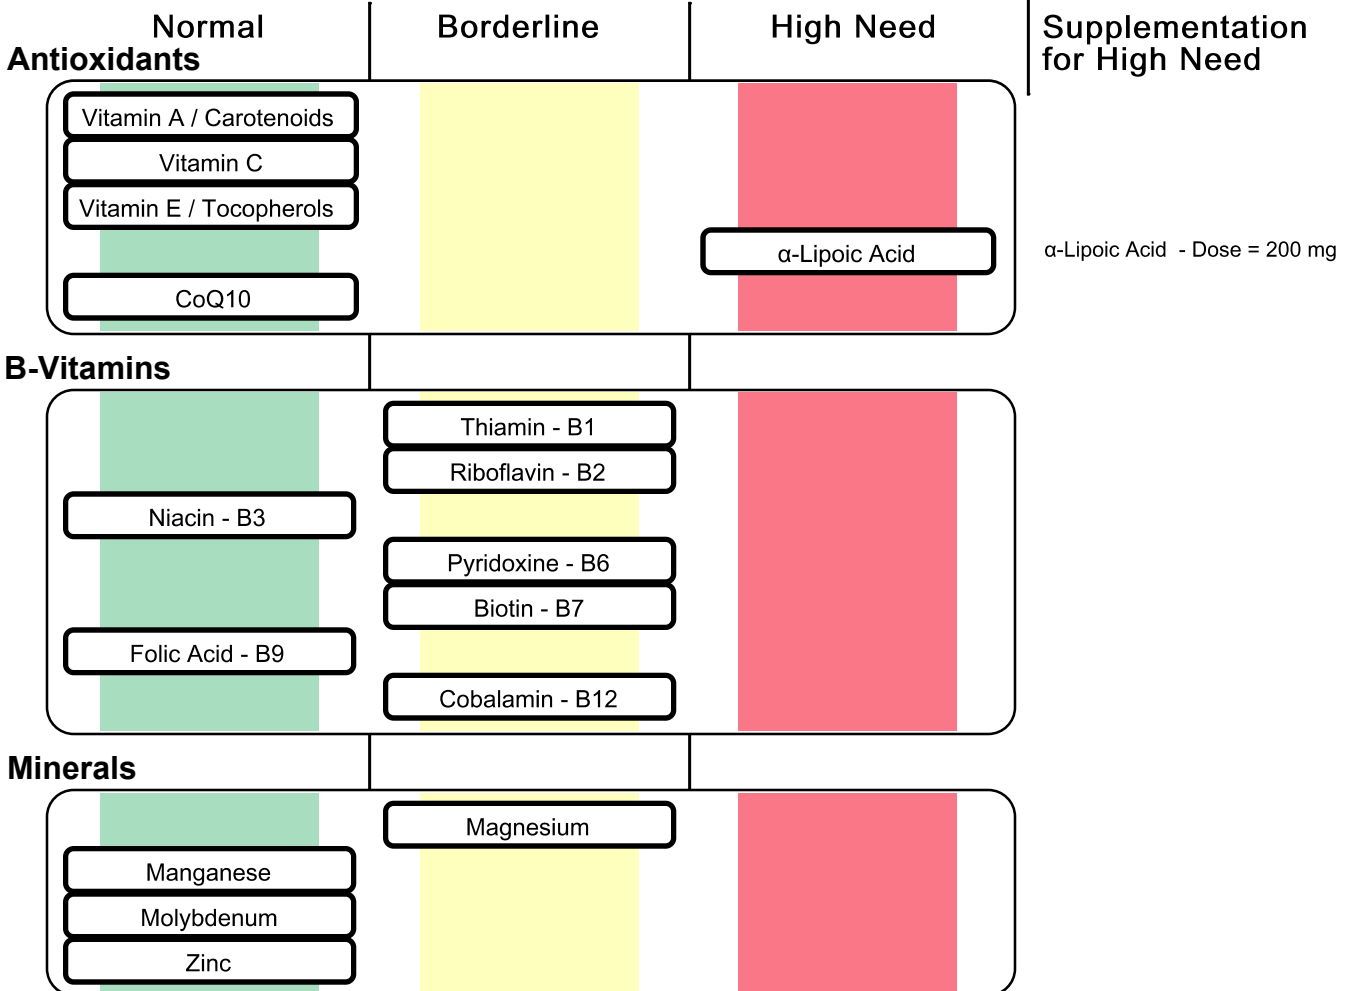 Normal
Borderline
High Need
Supplementation
for High Need
Antioxidants
Vitamin A / Carotenoids
Vitamin C
Vitamin E / Tocopherols
α-Lipoic Acid
α-Lipoic Acid  - Dose = 200 mg
CoQ10
B-Vitamins
Thiamin - B1
Riboflavin - B2
Niacin - B3
Pyridoxine - B6
Biotin - B7
Folic Acid - B9
Cobalamin - B12
Minerals
Magnesium
Manganese
Molybdenum
Zinc